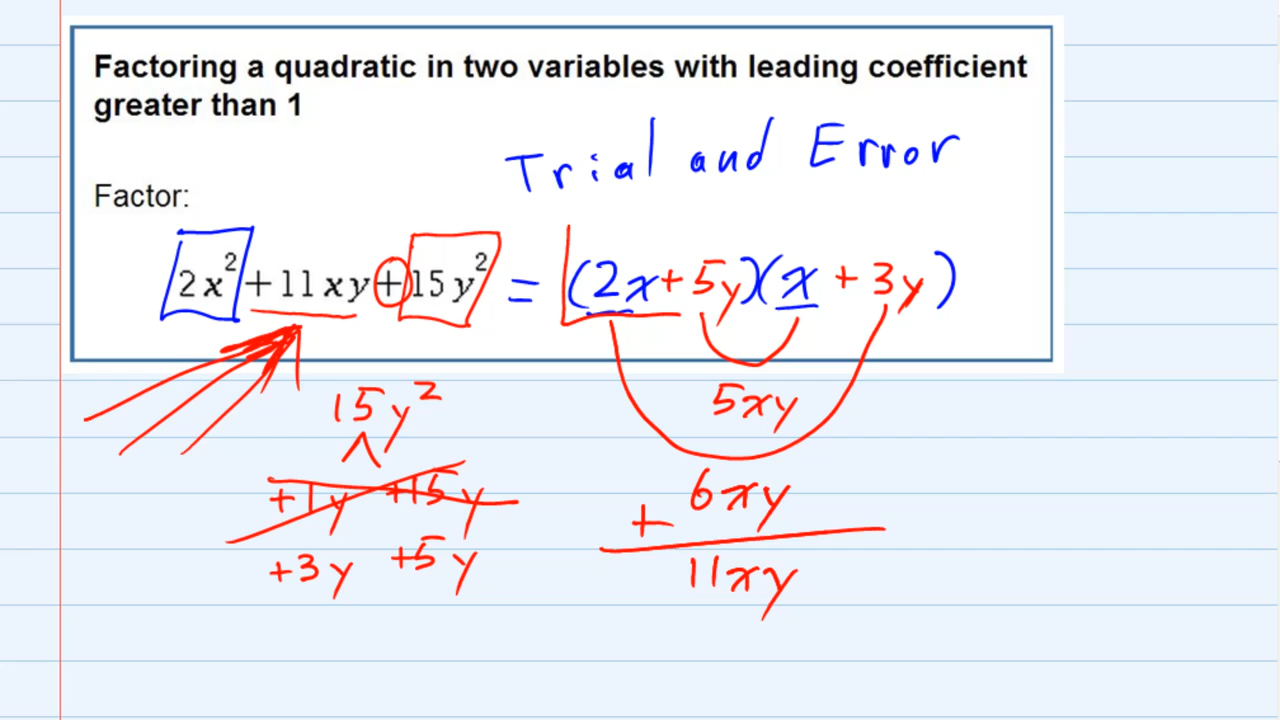 Factoring a quadratic in two variables with leading coefficient
greater than 1
Trial and Error
Factor:
2x² + 11xy + 15y² = (2x + 5y)(x + 3y)
5xy
15y²
+1y +15y
6xy
+
+3y +5y
11xy